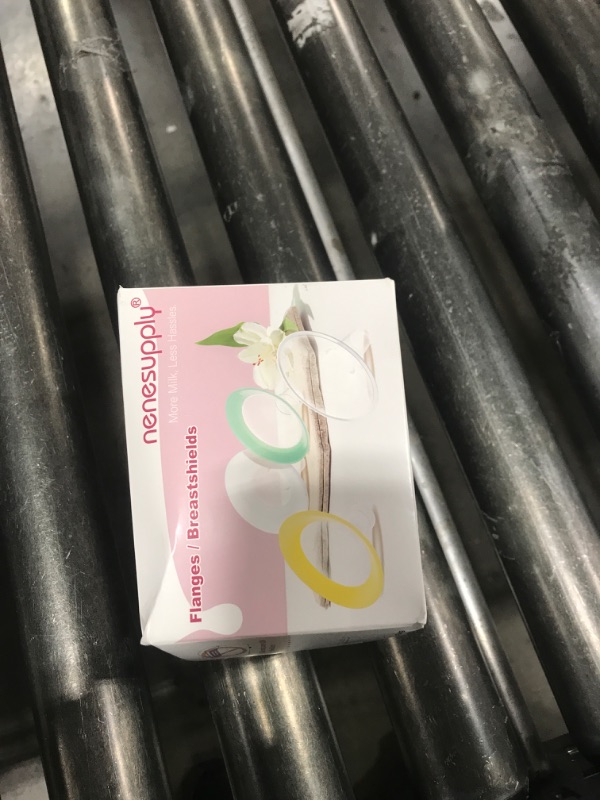 nenesupply®
More Milk. Less Hassles.
Flanges / Breastshields